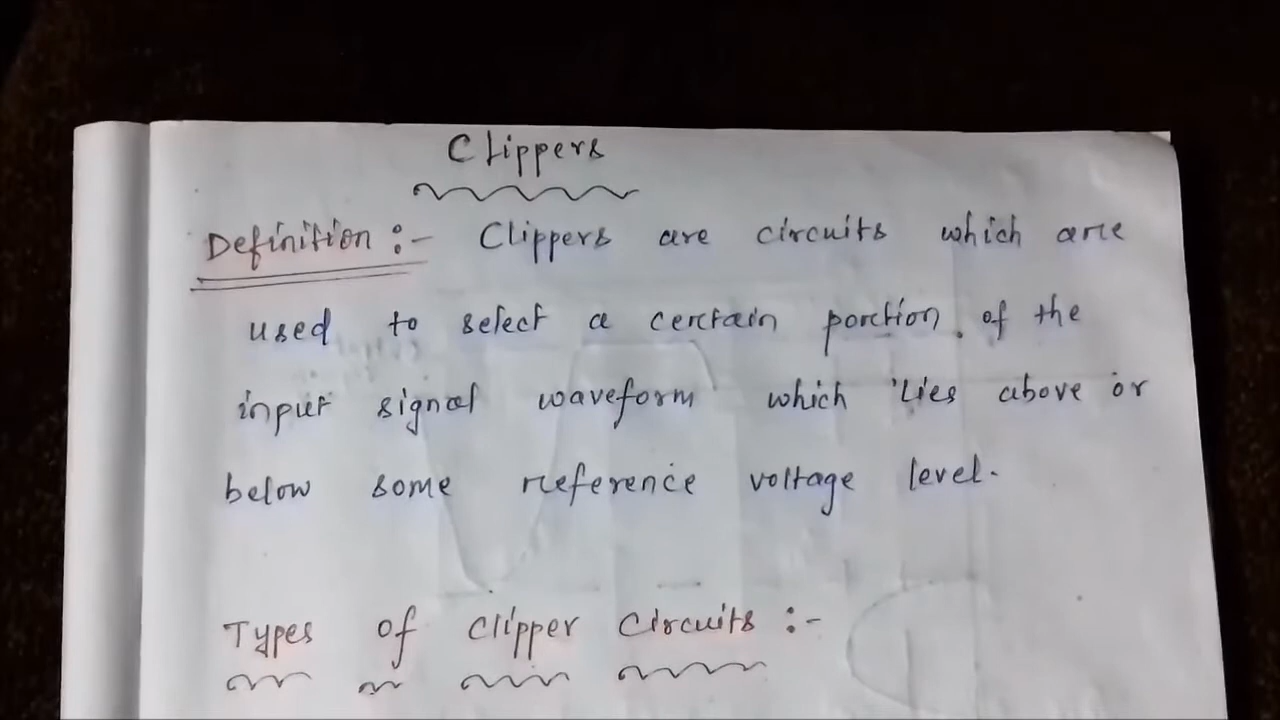 Clippers
Definition :- Clippers are circuits which are
used to select a certain portion of the
input signal waveform which lies above or
below some reference voltage level.
Types of Clipper Circuits :-